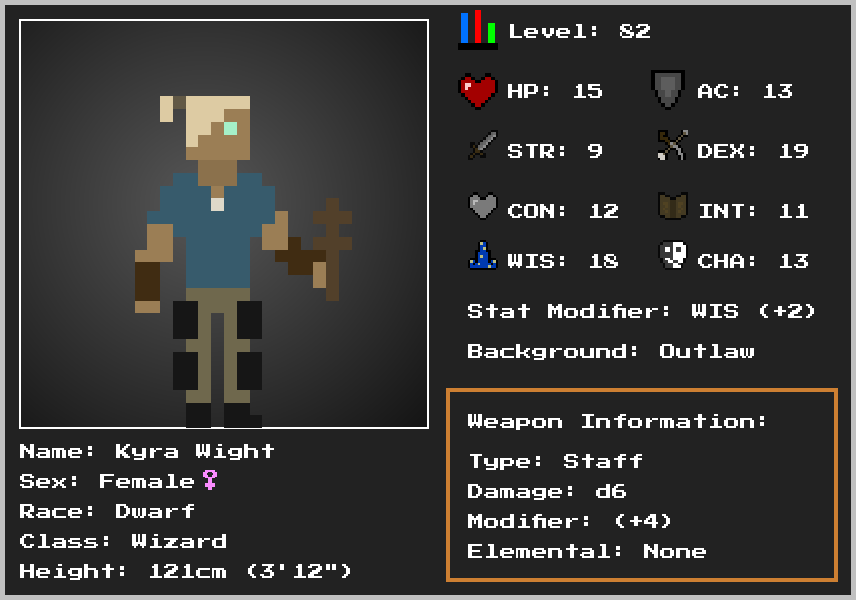 Level: 82
HP: 15
AC: 13
STR: 9
DEX: 19
CON: 12
INT: 11
WIS: 18
CHA: 13
Stat Modifier: WIS (+2)
Background: Outlaw
Name: Kyra Wight
Sex: Female♀
Race: Dwarf
Class: Wizard
Height: 121cm (3'12")
Weapon Information:
Type: Staff
Damage: d6
Modifier: (+4)
Elemental: None